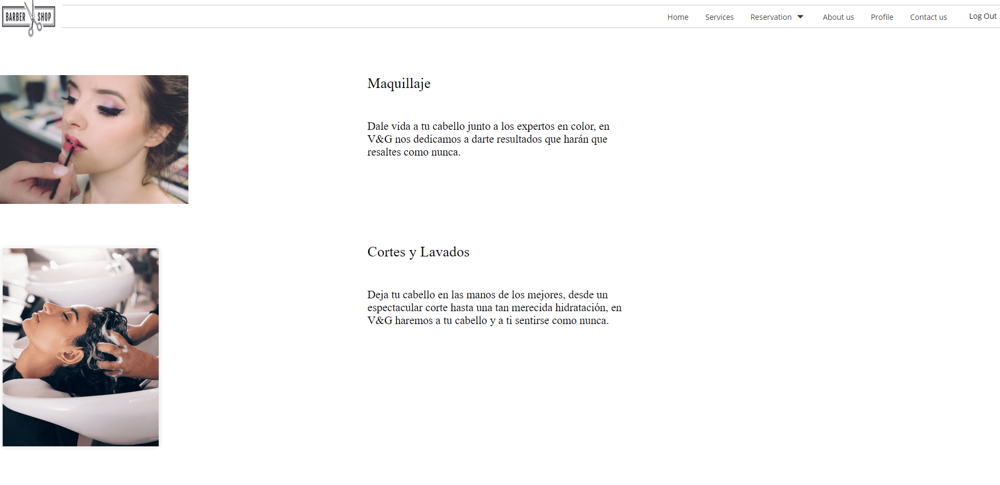 BARBER SHOP
Home Services Reservation About us Profile Contact us Log Out
Maquillaje
Dale vida a tu cabello junto a los expertos en color, en
V&G nos dedicamos a darte resultados que harán que
resaltes como nunca.
Cortes y Lavados
Deja tu cabello en las manos de los mejores, desde un
espectacular corte hasta una tan merecida hidratación, en
V&G haremos a tu cabello y a ti sentirse como nunca.